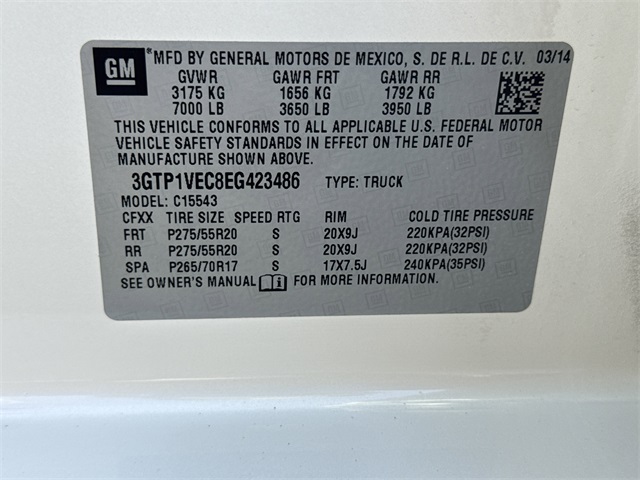 GM * MFD BY GENERAL MOTORS DE MEXICO, S. DE R.L. DE C.V. 03/14
GVWR GAWR FRT GAWR RR
3175 KG 1656 KG 1792 KG
7000 LB 3650 LB 3950 LB
THIS VEHICLE CONFORMS TO ALL APPLICABLE U.S. FEDERAL MOTOR
VEHICLE SAFETY STANDARDS IN EFFECT ON THE DATE OF
MANUFACTURE SHOWN ABOVE.
3GTP1VEC8EG423486 TYPE: TRUCK
MODEL: C15543
CFXX TIRE SIZE SPEED RTG RIM COLD TIRE PRESSURE
FRT P275/55R20 S 20X9J 220KPA(32PSI)
RR P275/55R20 S 20X9J 220KPA(32PSI)
SPA P265/70R17 S 17X7.5J 240KPA(35PSI)
SEE OWNER'S MANUAL i FOR MORE INFORMATION.